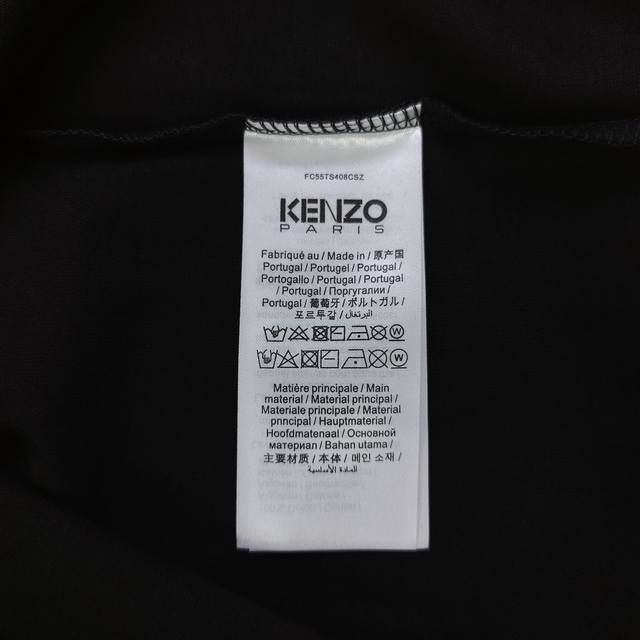 FC55TS408CSZ
KENZO
PARIS
Fabriqué au / Made in / 原产国
Portugal / Portugel / Portugal /
Portogallo / Portugal / Portugal
/ Portugal / Португалии /
Portugal / 葡萄牙 / ポルトガル /
포르투갈 / البرتغال
Matière principale / Main
material / Material principal /
Materiale principale / Material
principal / Hauptmaterial /
Hoofdmatenaal / Основной
материал / Bahan utama /
主要材质 / 本体 / 메인 소재 /
المادة الأساسية